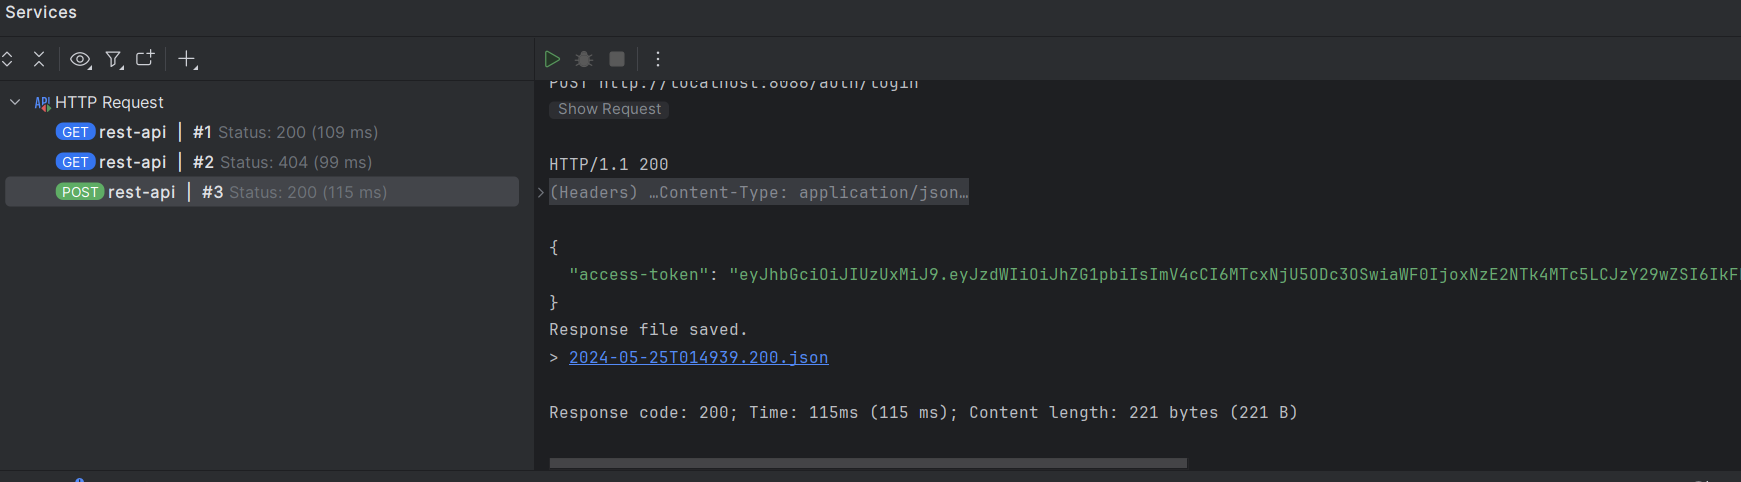 Services
HTTP Request
GET rest-api | #1 Status: 200 (109 ms)
GET rest-api | #2 Status: 404 (99 ms)
POST rest-api | #3 Status: 200 (115 ms)
POST http://localhost:8086/auth/login
Show Request
HTTP/1.1 200
(Headers) …Content-Type: application/json…
{
"access-token": "eyJhbGciOiJIUzUxMiJ9.eyJzdWIiOiJhZG1pbiIsImV4cCI6MTcxNjU5ODc3OSwiaWF0IjoxNzE2NTk4MTc5LCJzY29wZSI6IkF
}
Response file saved.
> 2024-05-25T014939.200.json
Response code: 200; Time: 115ms (115 ms); Content length: 221 bytes (221 B)